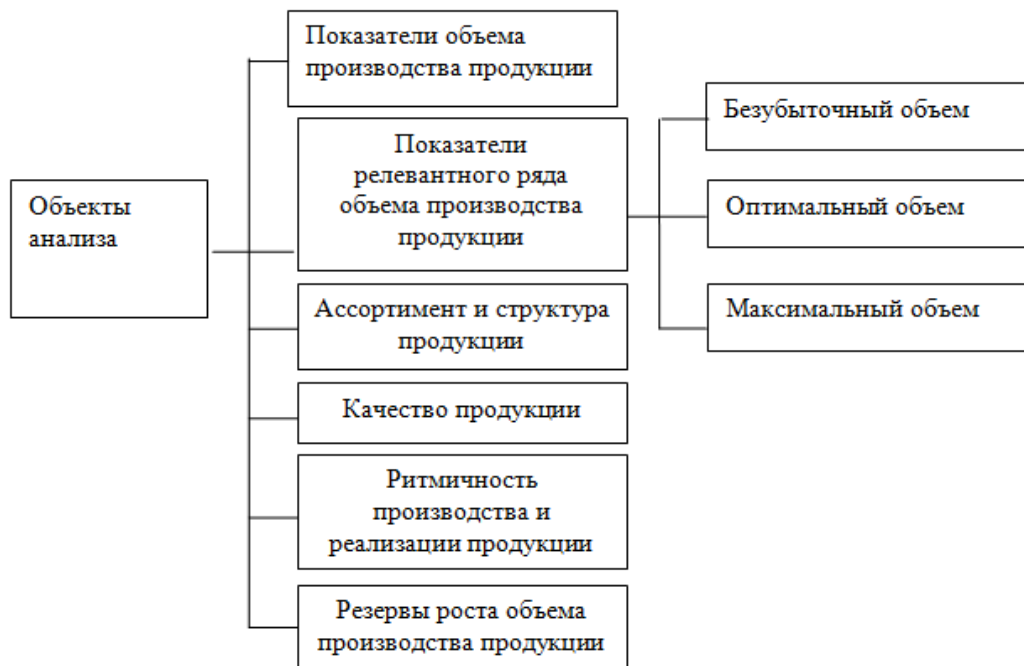 Объекты
анализа
Показатели объема
производства продукции
Показатели
релевантного ряда
объема производства
продукции
Ассортимент и структура
продукции
Качество продукции
Ритмичность
производства и
реализации продукции
Резервы роста объема
производства продукции
Безубыточный объем
Оптимальный объем
Максимальный объем